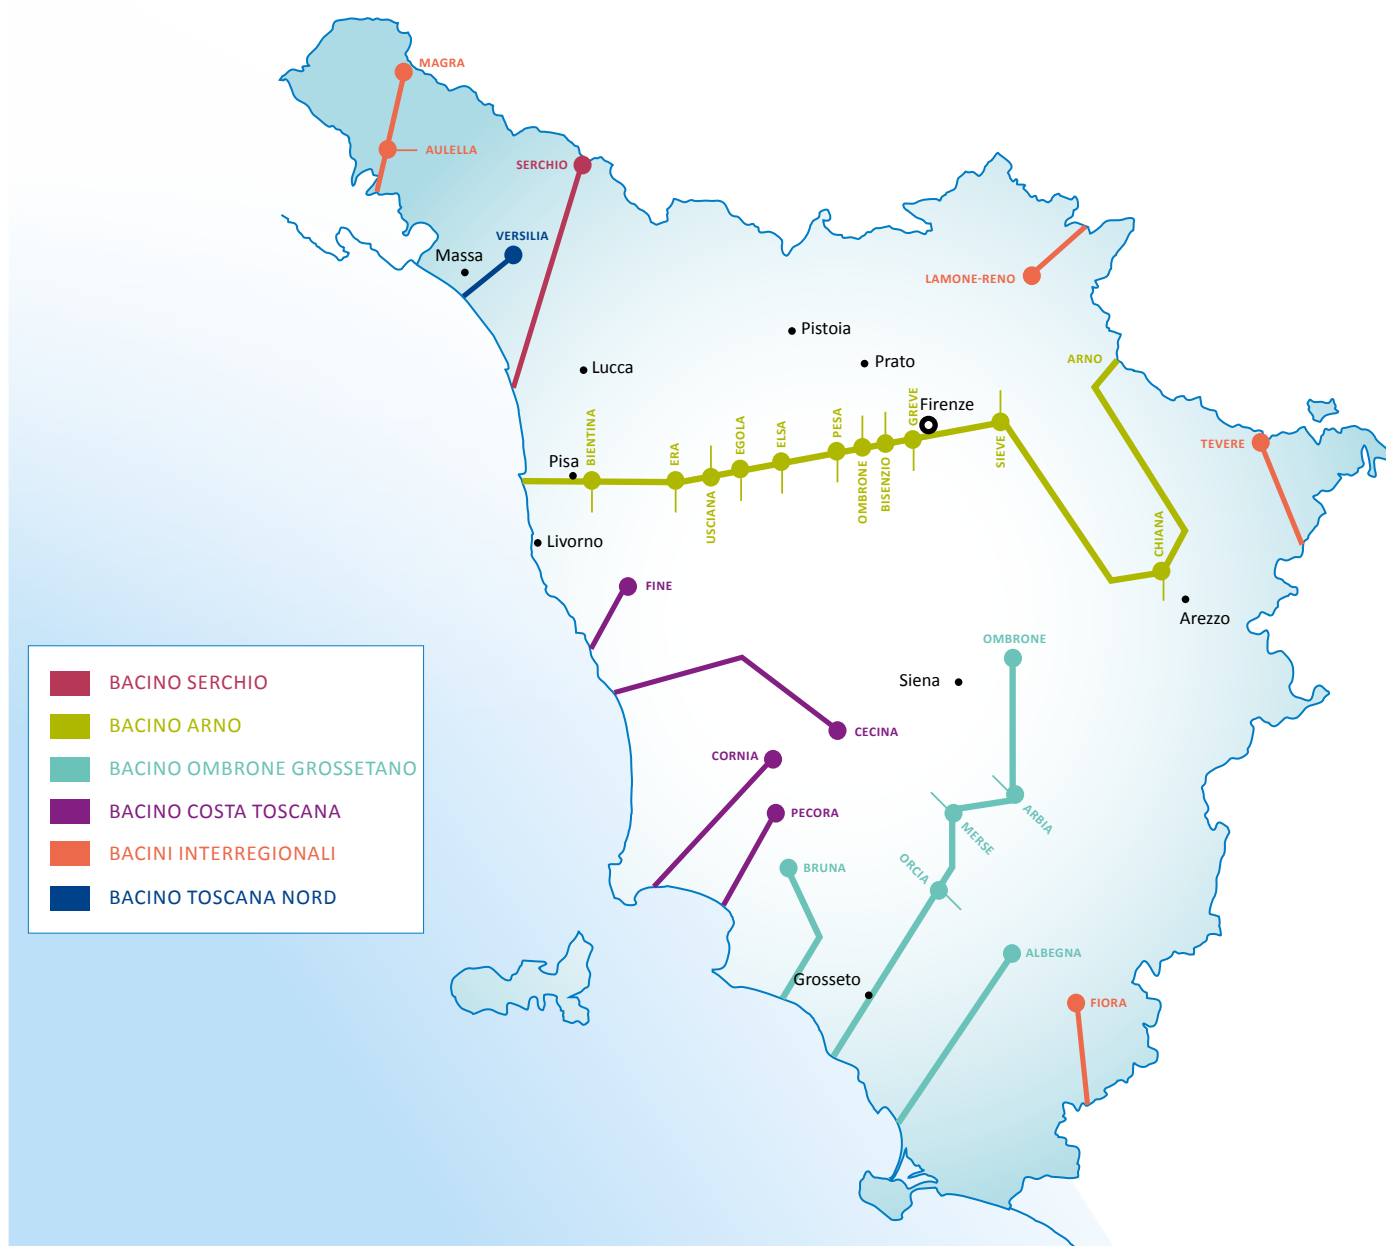 MAGRA
AULELLA
SERCHIO
VERSILIA
Massa
LAMONE-RENO
Pistoia
Prato
Lucca
ARNO
Firenze
TEVERE
Pisa
BIENTINA
ERA
USCIANA
EGOLA
ELSA
PESA
OMBRONE
BISENZIO
GREVE
SIEVE
CHIANA
Livorno
FINE
Arezzo
OMBRONE
Siena
CECINA
CORNIA
PECORA
ARBIA
MERSE
ORCIA
BRUNA
ALBEGNA
Grosseto
FIORA
BACINO SERCHIO
BACINO ARNO
BACINO OMBRONE GROSSETANO
BACINO COSTA TOSCANA
BACINI INTERREGIONALI
BACINO TOSCANA NORD